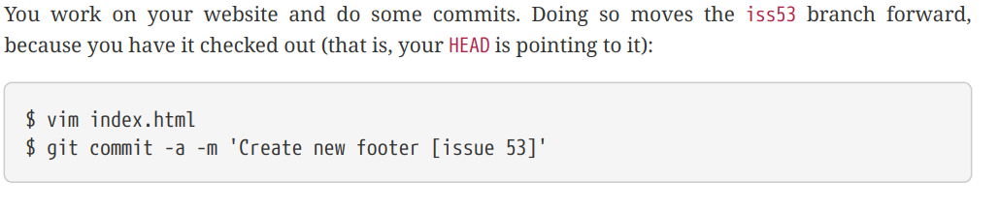 You work on your website and do some commits. Doing so moves the iss53 branch forward,
because you have it checked out (that is, your HEAD is pointing to it):
$ vim index.html
$ git commit -a -m 'Create new footer [issue 53]'